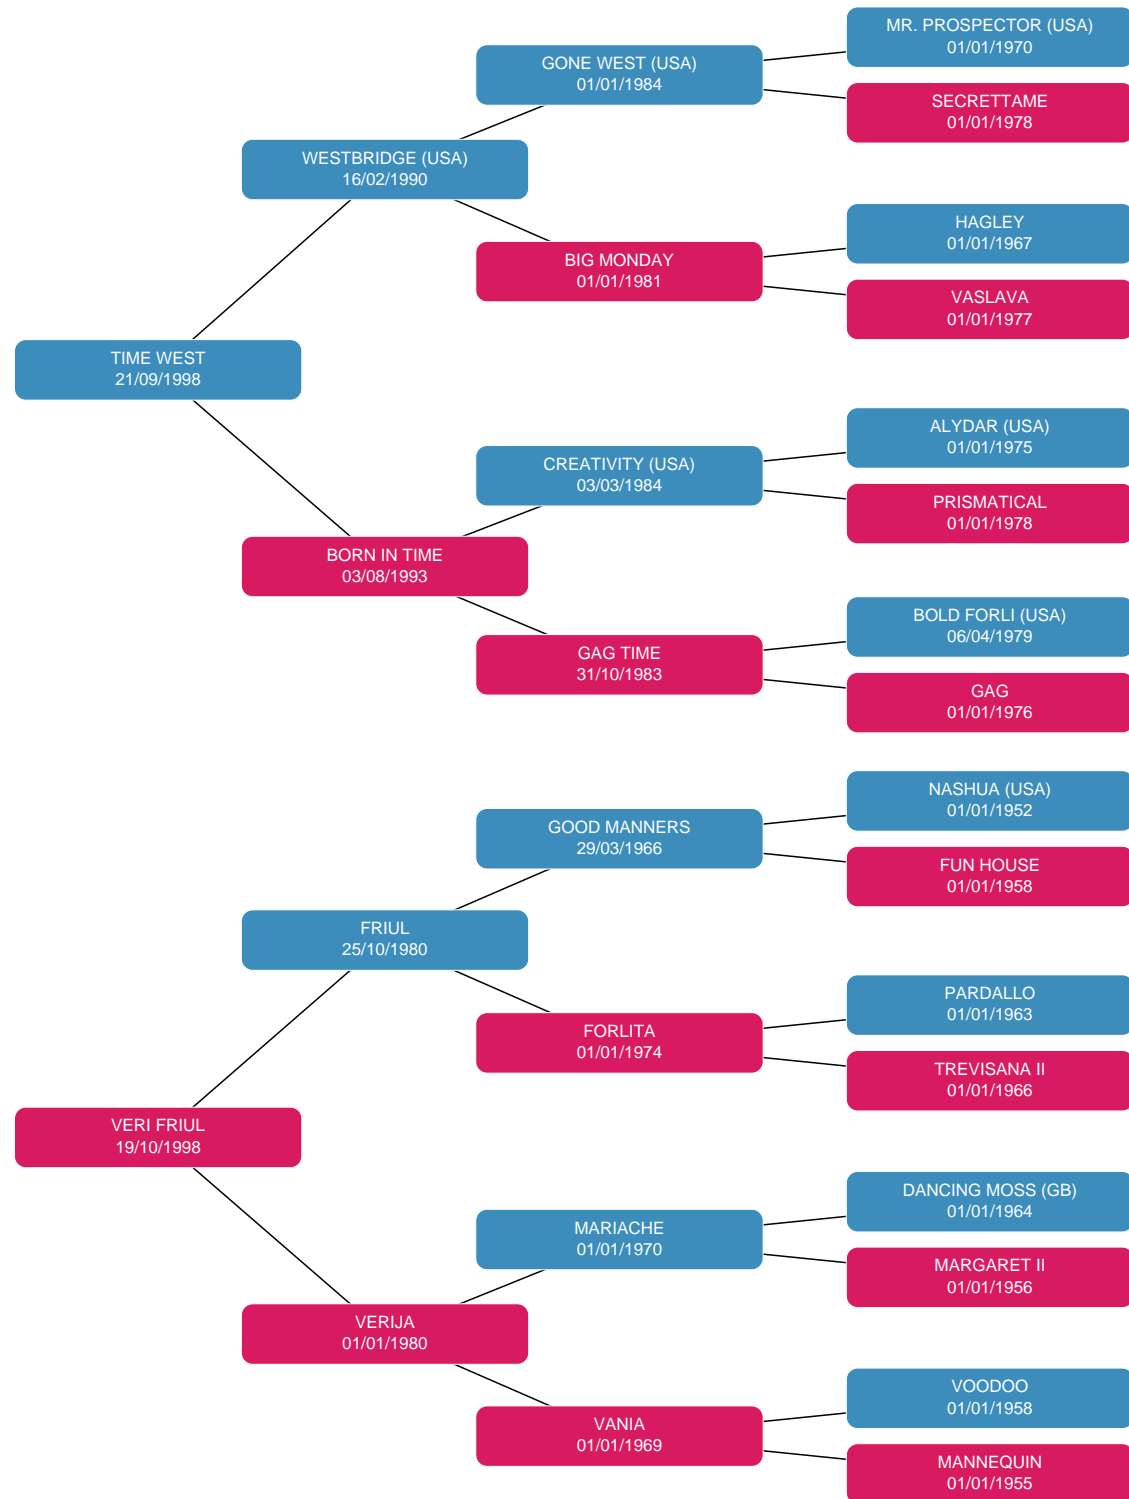 MR. PROSPECTOR (USA)
01/01/1970
GONE WEST (USA)
01/01/1984
SECRETTAME
01/01/1978
WESTBRIDGE (USA)
16/02/1990
HAGLEY
01/01/1967
BIG MONDAY
01/01/1981
VASLAVA
01/01/1977
TIME WEST
21/09/1998
ALYDAR (USA)
01/01/1975
CREATIVITY (USA)
03/03/1984
PRISMATICAL
01/01/1978
BORN IN TIME
03/08/1993
BOLD FORLI (USA)
06/04/1979
GAG TIME
31/10/1983
GAG
01/01/1976
NASHUA (USA)
01/01/1952
GOOD MANNERS
29/03/1966
FUN HOUSE
01/01/1958
FRIUL
25/10/1980
PARDALLO
01/01/1963
FORLITA
01/01/1974
TREVISANA II
01/01/1966
VERI FRIUL
19/10/1998
DANCING MOSS (GB)
01/01/1964
MARIACHE
01/01/1970
MARGARET II
01/01/1956
VERIJA
01/01/1980
VOODOO
01/01/1958
VANIA
01/01/1969
MANNEQUIN
01/01/1955